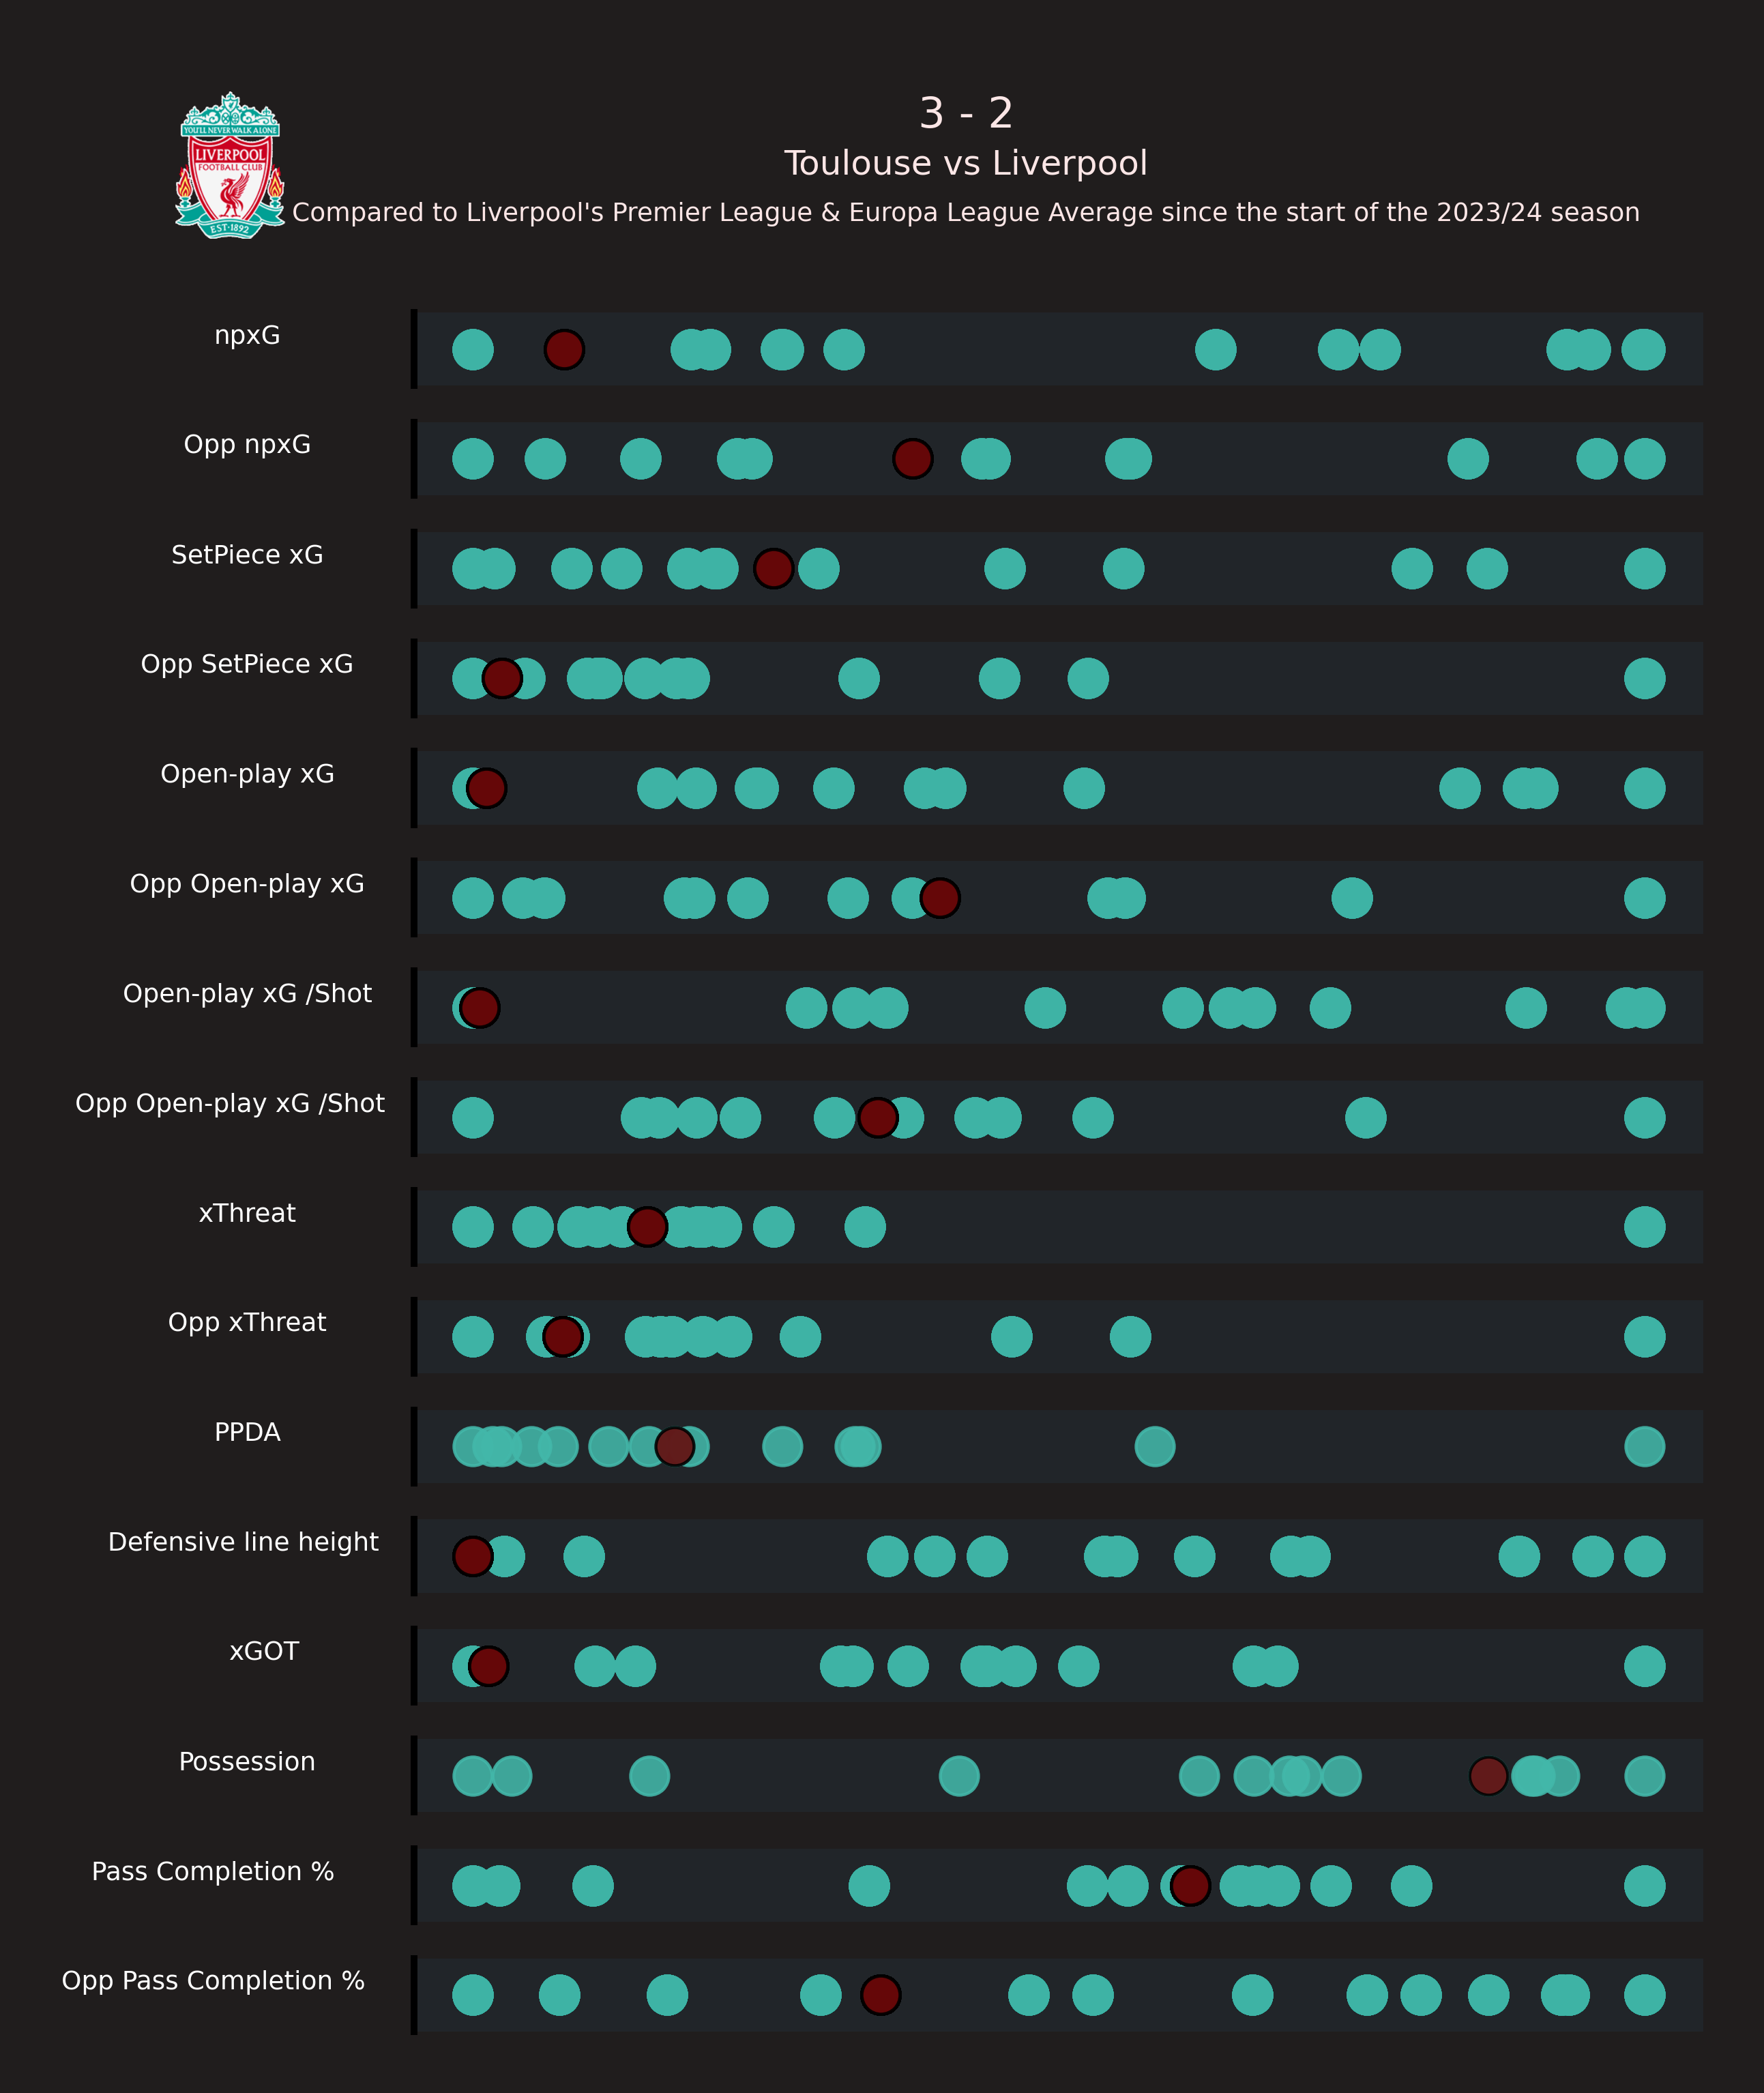 3 - 2
Toulouse vs Liverpool
Compared to Liverpool's Premier League & Europa League Average since the start of the 2023/24 season
YOU'LL NEVER WALK ALONE
LIVERPOOL
FOOTBALL CLUB
EST·1892
npxG
Opp npxG
SetPiece xG
Opp SetPiece xG
Open-play xG
Opp Open-play xG
Open-play xG /Shot
Opp Open-play xG /Shot
xThreat
Opp xThreat
PPDA
Defensive line height
xGOT
Possession
Pass Completion %
Opp Pass Completion %